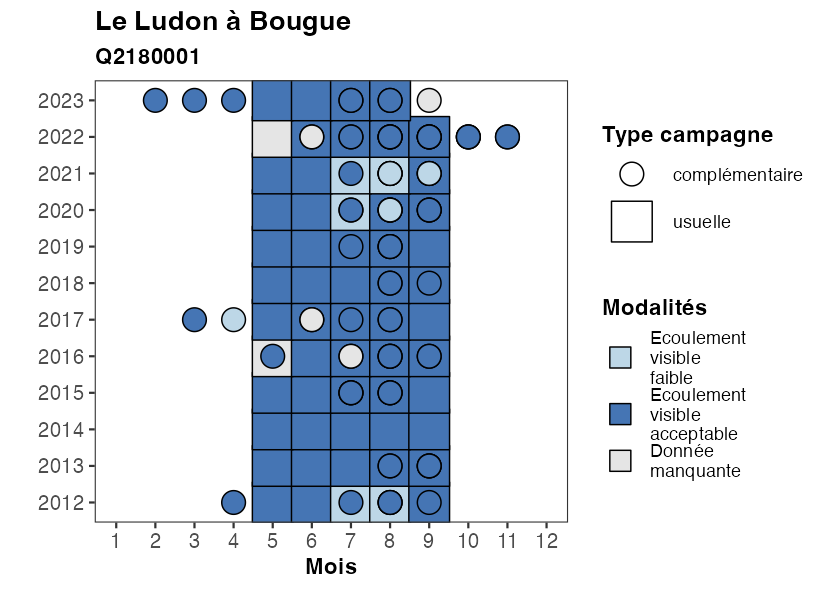 Le Ludon à Bougue
Q2180001
2023
2022
2021
2020
2019
2018
2017
2016
2015
2014
2013
2012
1 2 3 4 5 6 7 8 9 10 11 12
Mois
Type campagne
complémentaire
usuelle
Modalités
Ecoulement
visible
faible
Ecoulement
visible
acceptable
Donnée
manquante